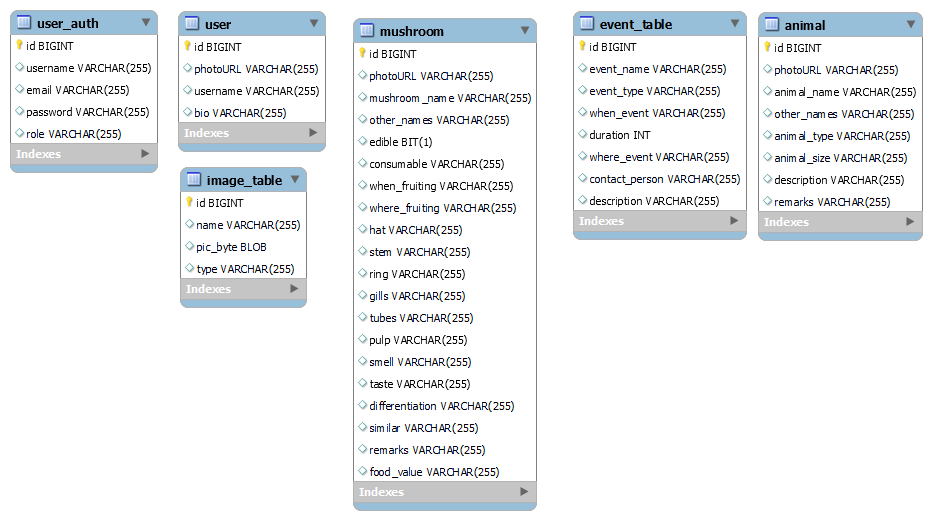 user_auth
id BIGINT
username VARCHAR(255)
email VARCHAR(255)
password VARCHAR(255)
role VARCHAR(255)
Indexes
user
id BIGINT
photoURL VARCHAR(255)
username VARCHAR(255)
bio VARCHAR(255)
Indexes
image_table
id BIGINT
name VARCHAR(255)
pic_byte BLOB
type VARCHAR(255)
Indexes
mushroom
id BIGINT
photoURL VARCHAR(255)
mushroom_name VARCHAR(255)
other_names VARCHAR(255)
edible BIT(1)
consumable VARCHAR(255)
when_fruiting VARCHAR(255)
where_fruiting VARCHAR(255)
hat VARCHAR(255)
stem VARCHAR(255)
ring VARCHAR(255)
gills VARCHAR(255)
tubes VARCHAR(255)
pulp VARCHAR(255)
smell VARCHAR(255)
taste VARCHAR(255)
differentiation VARCHAR(255)
similar VARCHAR(255)
remarks VARCHAR(255)
food_value VARCHAR(255)
Indexes
event_table
id BIGINT
event_name VARCHAR(255)
event_type VARCHAR(255)
when_event VARCHAR(255)
duration INT
where_event VARCHAR(255)
contact_person VARCHAR(255)
description VARCHAR(255)
Indexes
animal
id BIGINT
photoURL VARCHAR(255)
animal_name VARCHAR(255)
other_names VARCHAR(255)
animal_type VARCHAR(255)
animal_size VARCHAR(255)
description VARCHAR(255)
remarks VARCHAR(255)
Indexes